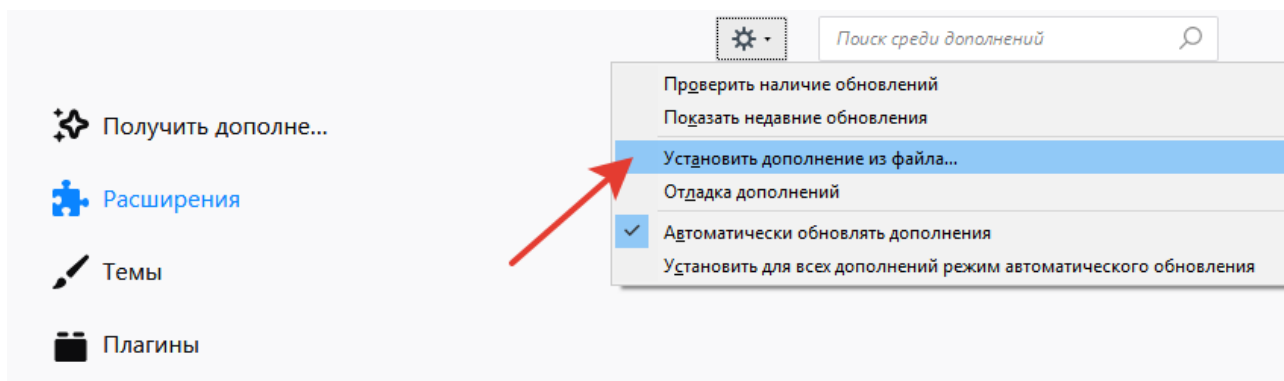 Поиск среди дополнений
Проверить наличие обновлений
Показать недавние обновления
Установить дополнение из файла...
Отладка дополнений
Автоматически обновлять дополнения
Установить для всех дополнений режим автоматического обновления
Получить дополне...
Расширения
Темы
Плагины